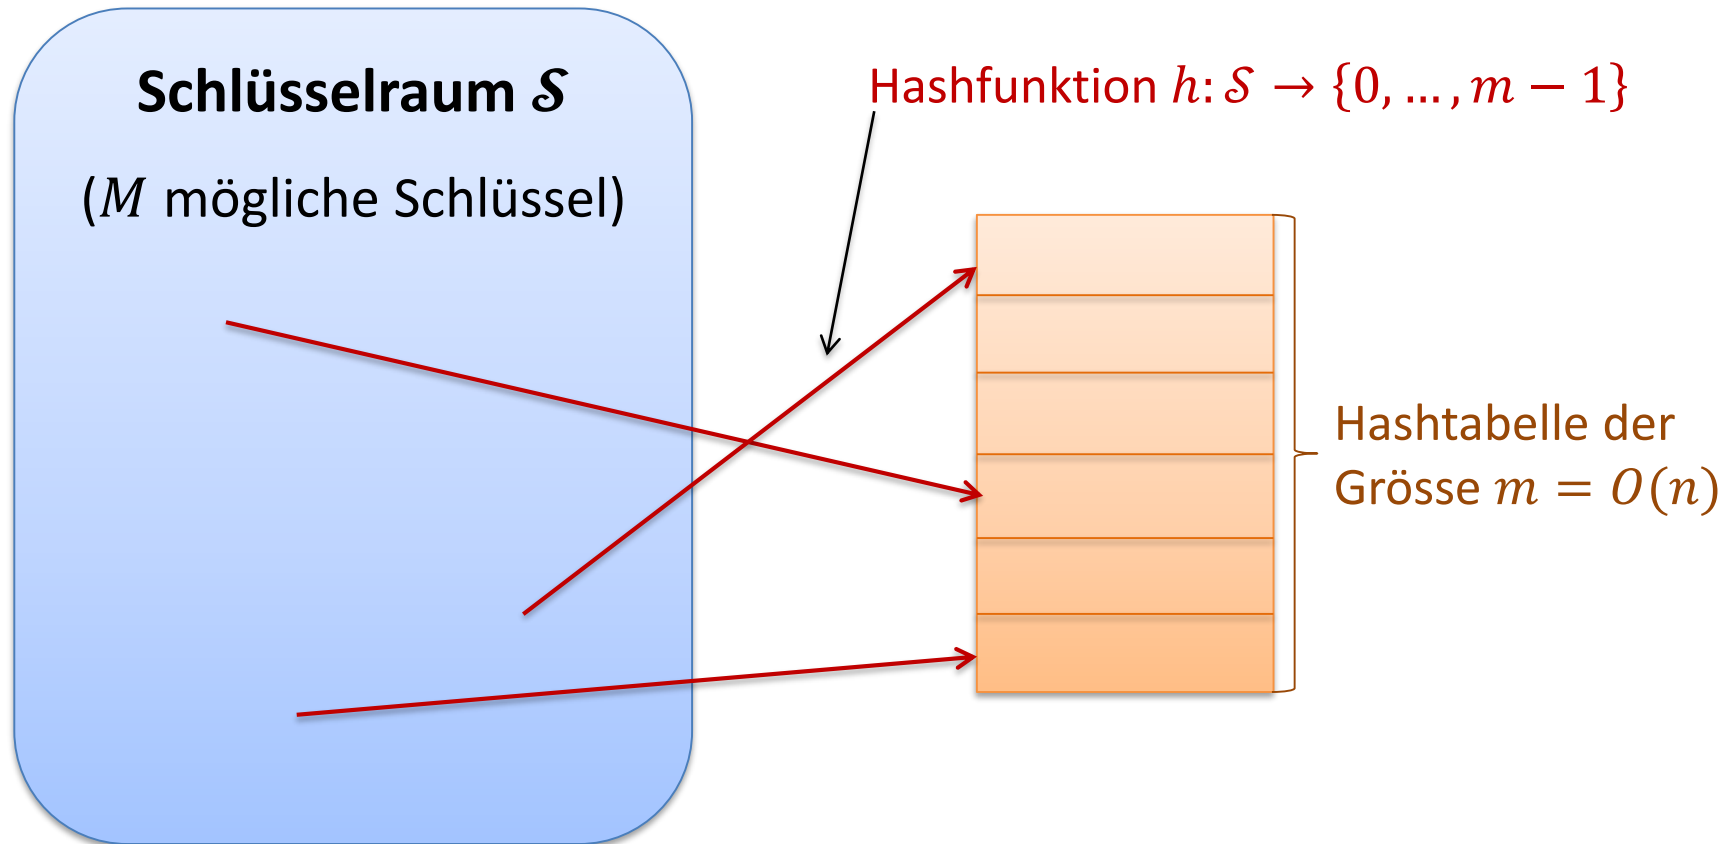 Schlüsselraum 𝒮
(M mögliche Schlüssel)
Hashfunktion h: 𝒮 → {0, … , m − 1}
Hashtabelle der
Grösse m = O(n)